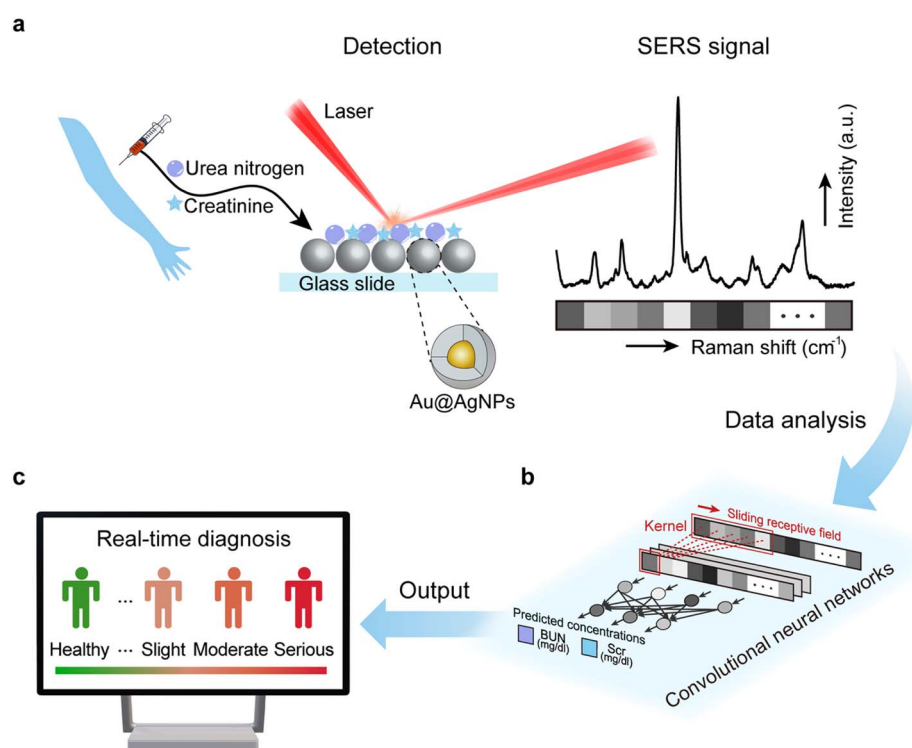 a
Detection
SERS signal
Laser
Urea nitrogen
Creatinine
Intensity (a.u.)
Glass slide
Au@AgNPs
Raman shift (cm⁻¹)
Data analysis
b
Sliding receptive field
Kernel
Predicted concentrations
BUN
(mg/dl)
Scr
(mg/dl)
Convolutional neural networks
Output
c
Real-time diagnosis
...
Healthy ... Slight Moderate Serious